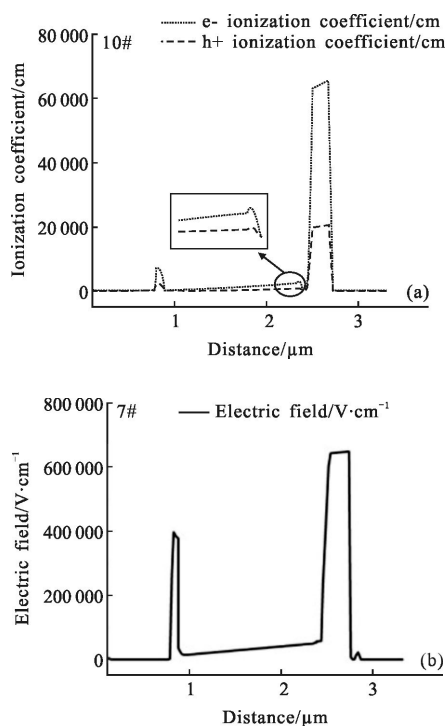 e- ionization coefficient/cm
10#
h+ ionization coefficient/cm
80 000
60 000
40 000
20 000
0
Ionization
coefficient/cm
1
2
3
(a)
Distance/μm
800 000
7#
Electric field/V·cm⁻¹
600 000
400 000
200 000
0
Electric field/V·cm⁻¹
1
2
3
(b)
Distance/μm